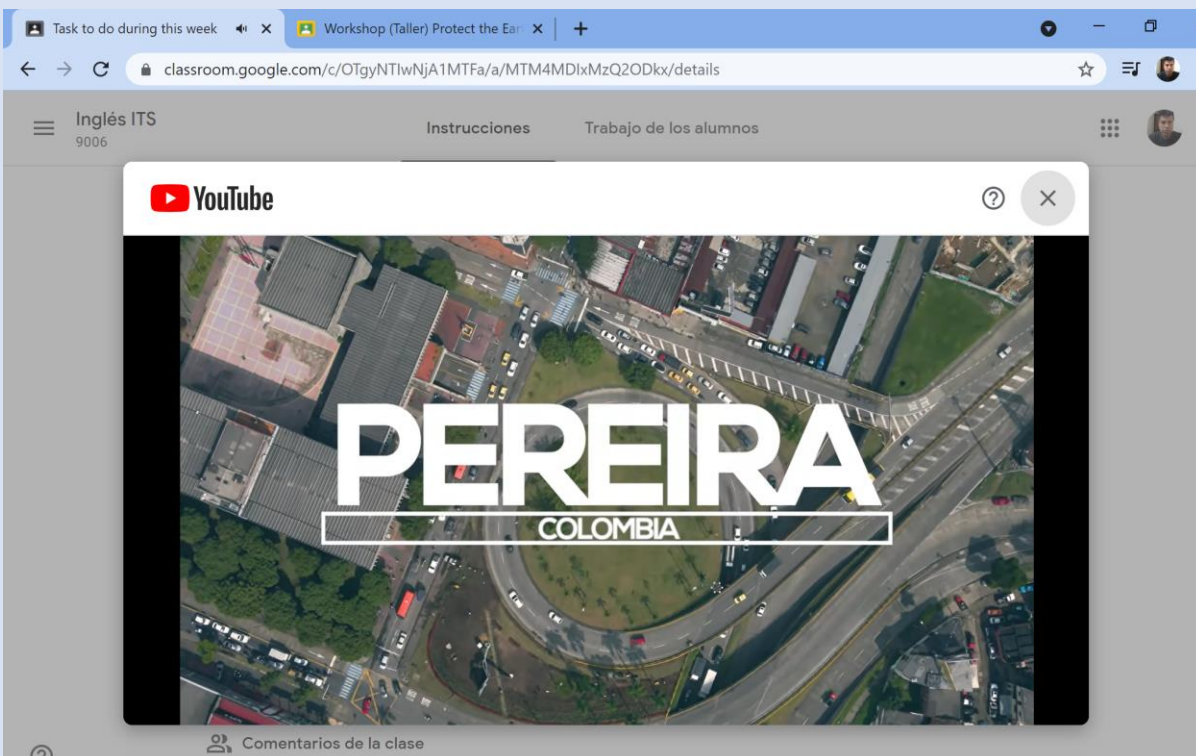 Task to do during this week
Workshop (Taller) Protect the Ear
classroom.google.com/c/OTgyNTIwNjA1MTFa/a/MTM4MDIxMzQ2ODkx/details
Inglés ITS
9006
Instrucciones
Trabajo de los alumnos
YouTube
PEREIRA
COLOMBIA
Comentarios de la clase